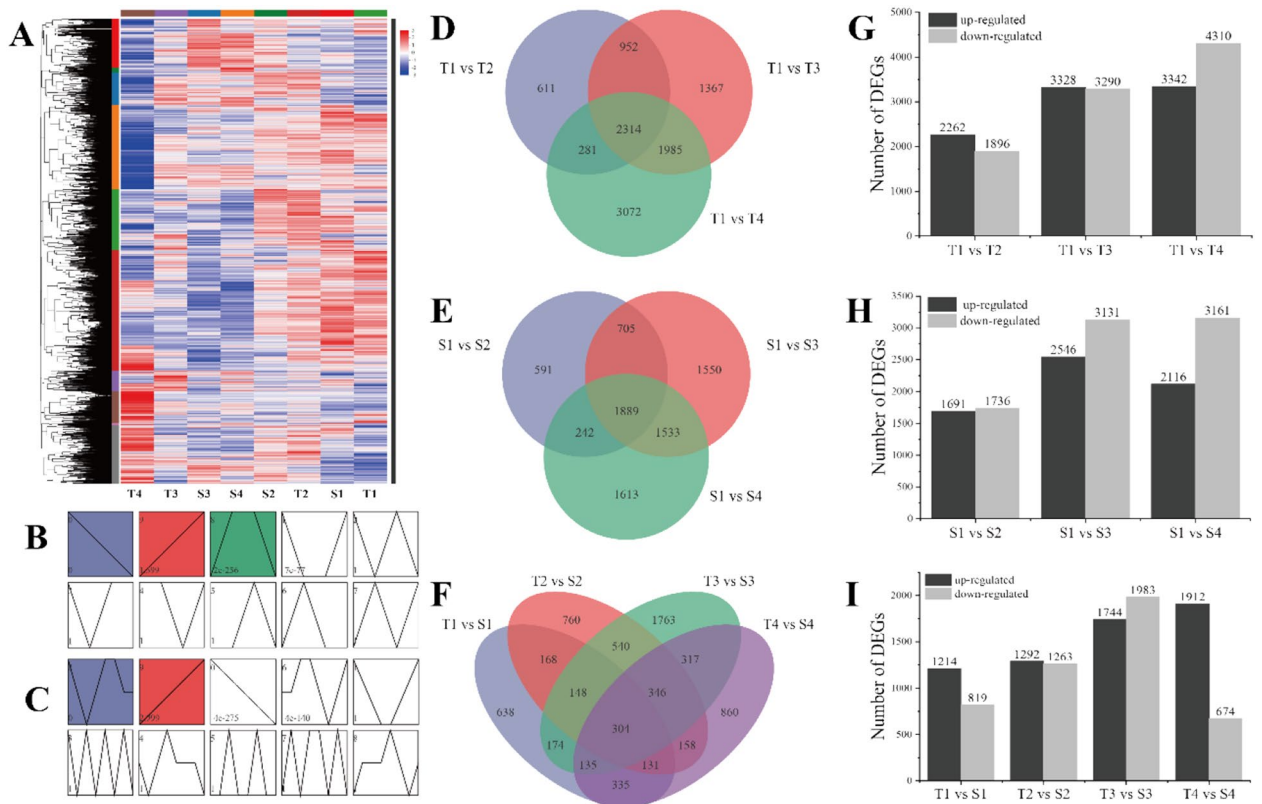 A
T4 T3 S3 S4 S2 T2 S1 T1
B
C
D
T1 vs T2
T1 vs T3
T1 vs T4
952
611
1367
2314
281
1985
3072
E
S1 vs S2
S1 vs S3
S1 vs S4
705
591
1550
1889
242
1533
1613
F
T2 vs S2
T3 vs S3
T1 vs S1
T4 vs S4
760
1763
540
168
317
148
346
638
860
304
174
158
135
131
335
G
up-regulated
down-regulated
Number of DEGs
5000
4000
3000
2000
1000
0
2262
1896
3328
3290
3342
4310
T1 vs T2 T1 vs T3 T1 vs T4
H
up-regulated
down-regulated
Number of DEGs
3500
3000
2500
2000
1500
1000
500
0
1691
1736
2546
3131
2116
3161
S1 vs S2 S1 vs S3 S1 vs S4
I
up-regulated
down-regulated
Number of DEGs
2000
1500
1000
500
0
1214
819
1292
1263
1744
1983
1912
674
T1 vs S1 T2 vs S2 T3 vs S3 T4 vs S4